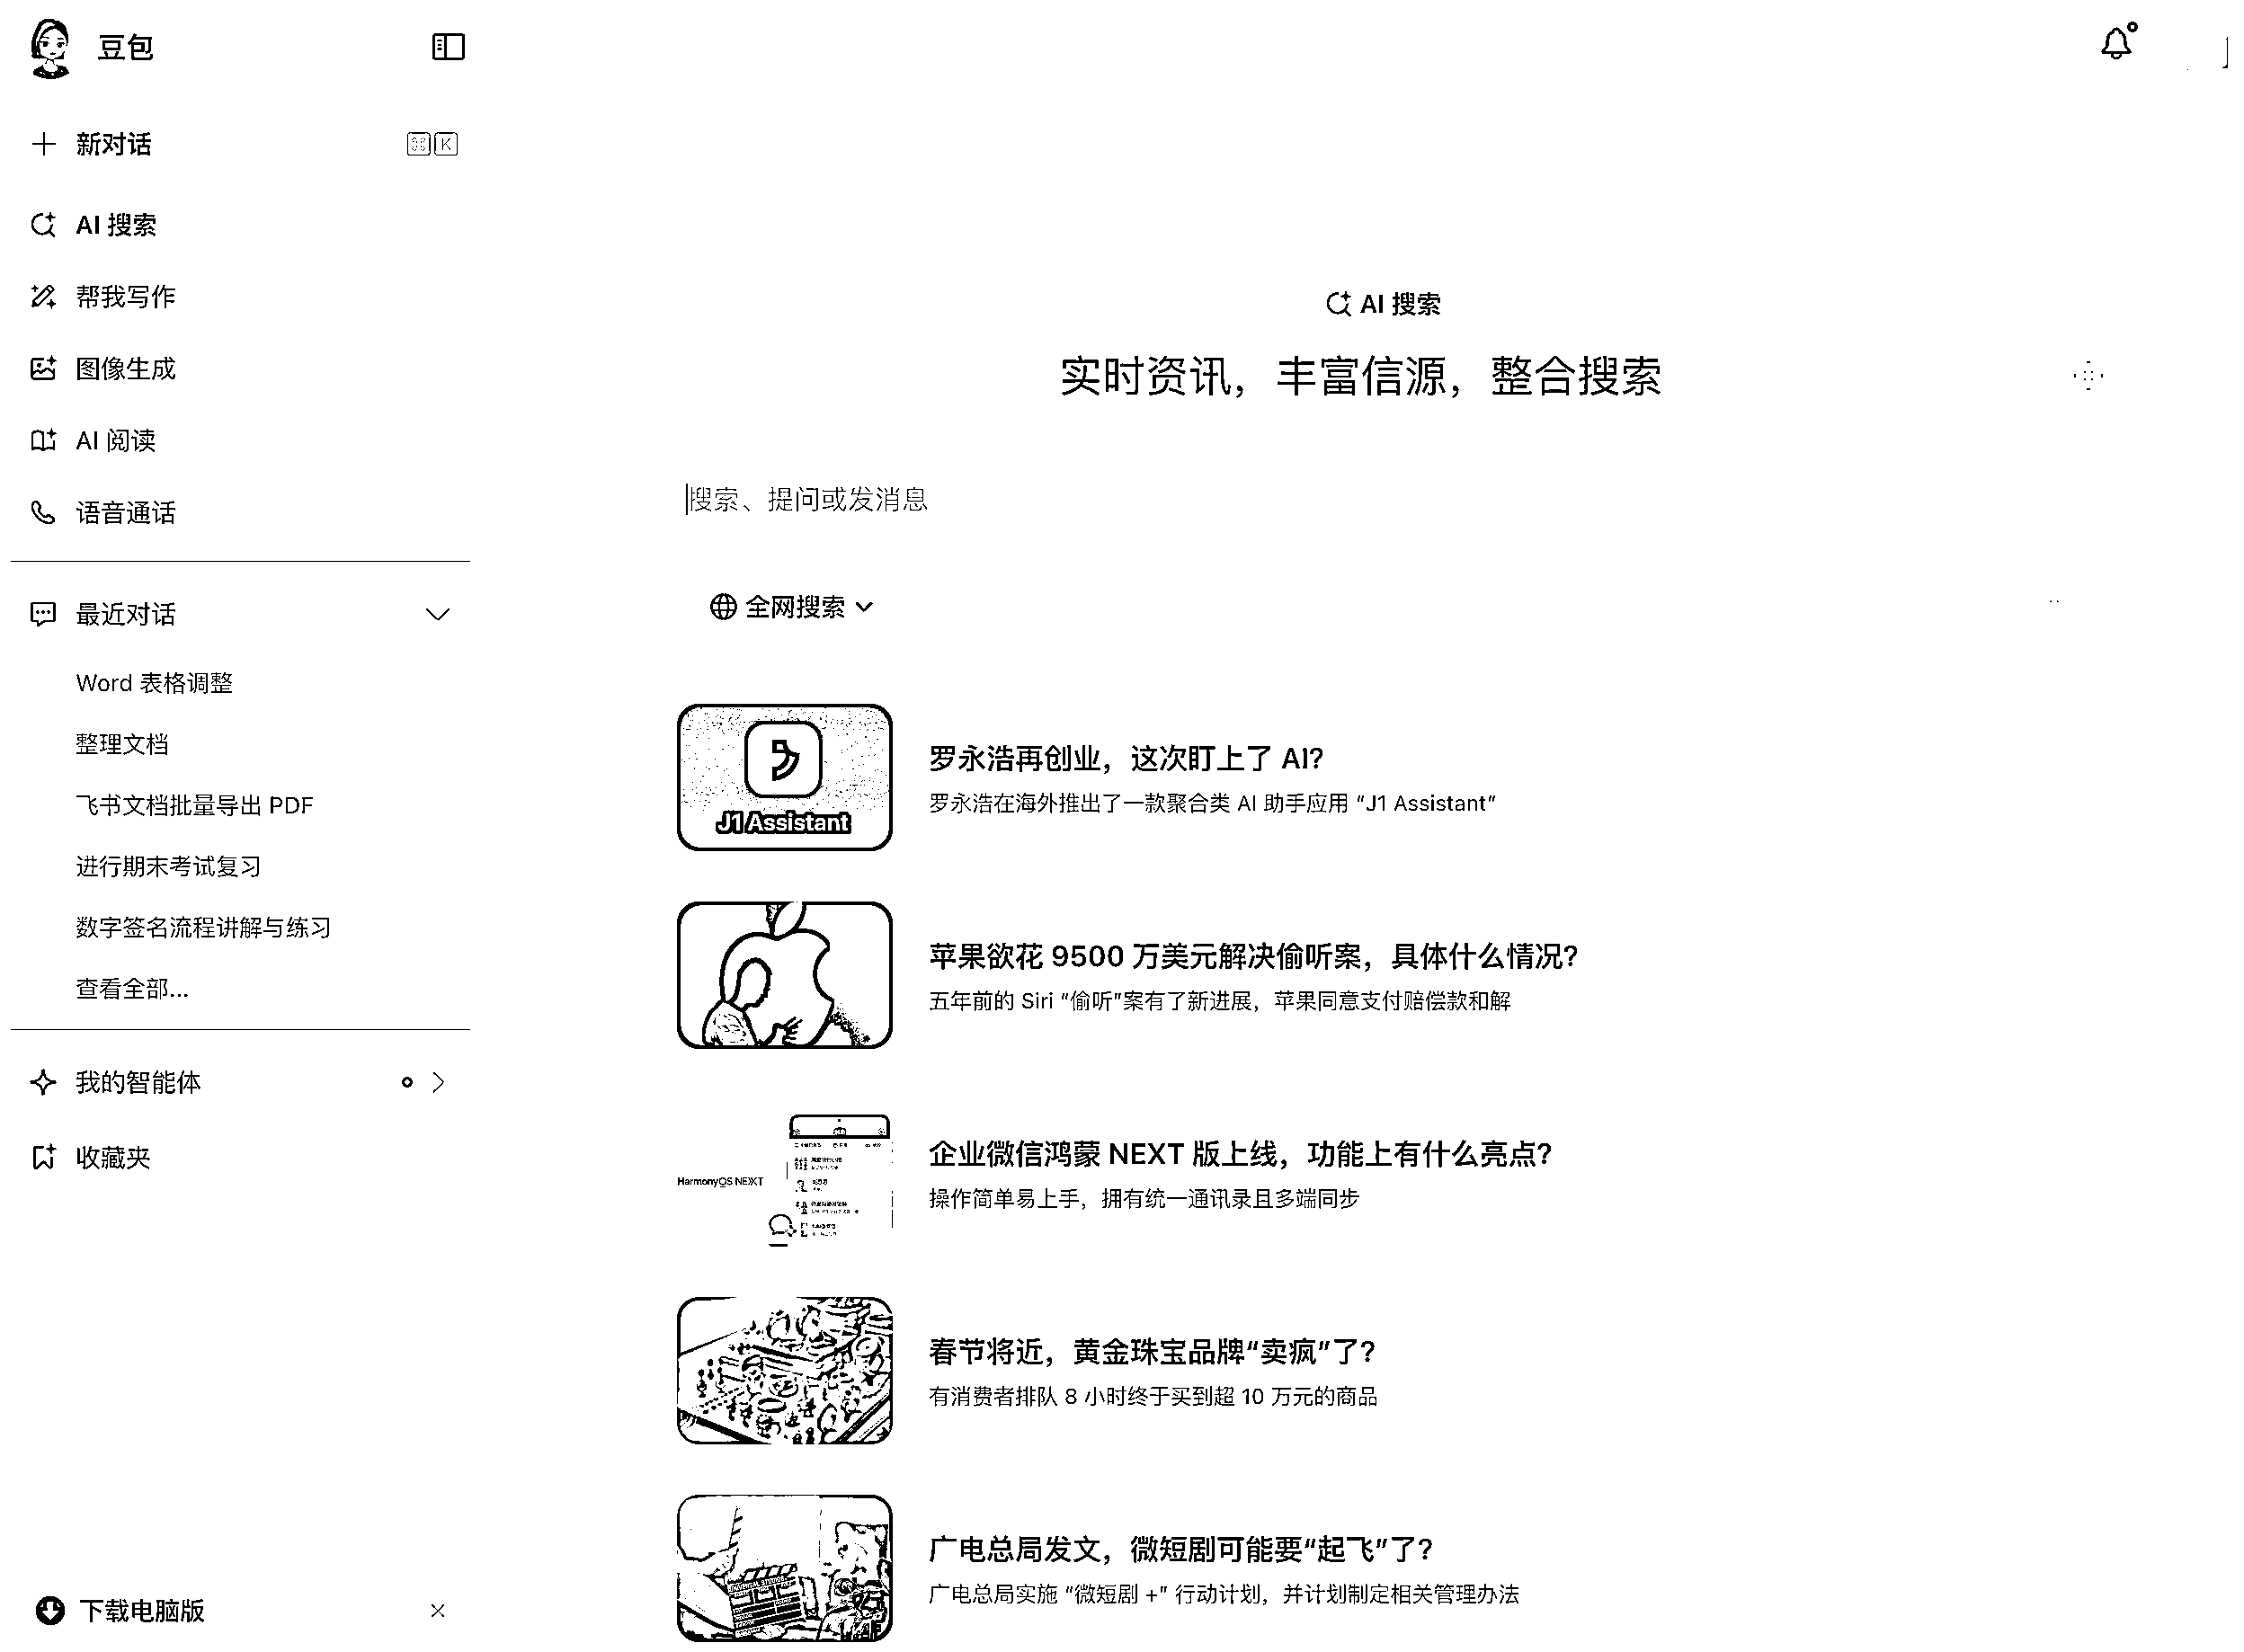 豆包
新对话
⌘ K
AI 搜索
帮我写作
图像生成
AI 阅读
语音通话
最近对话
Word 表格调整
整理文档
飞书文档批量导出 PDF
进行期末考试复习
数字签名流程讲解与练习
查看全部...
我的智能体
收藏夹
下载电脑版
AI 搜索
实时资讯，丰富信源，整合搜索
搜索、提问或发消息
全网搜索
J1 Assistant
罗永浩再创业，这次盯上了 AI？
罗永浩在海外推出了一款聚合类 AI 助手应用 “J1 Assistant”
苹果欲花 9500 万美元解决偷听案，具体什么情况？
五年前的 Siri “偷听”案有了新进展，苹果同意支付赔偿款和解
HarmonyOS NEXT
企业微信鸿蒙 NEXT 版上线，功能上有什么亮点？
操作简单易上手，拥有统一通讯录且多端同步
春节将近，黄金珠宝品牌“卖疯”了？
有消费者排队 8 小时终于买到超 10 万元的商品
广电总局发文，微短剧可能要“起飞”了？
广电总局实施 “微短剧 +” 行动计划，并计划制定相关管理办法